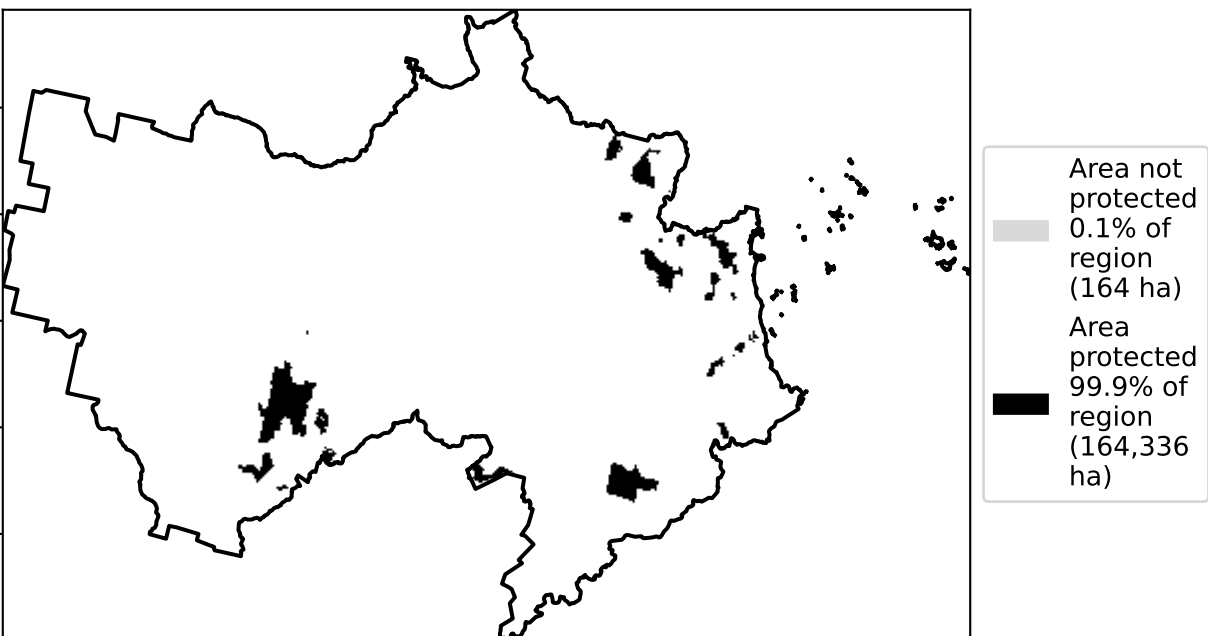 Area not
protected
0.1% of
region
(164 ha)
Area
protected
99.9% of
region
(164,336
ha)